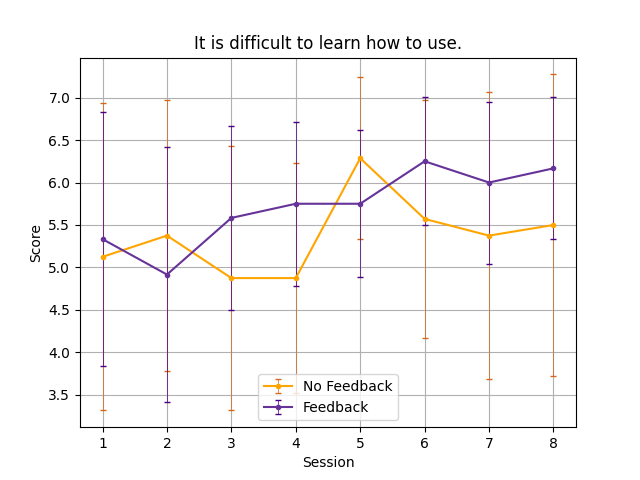 It is difficult to learn how to use.
Score
7.0
6.5
6.0
5.5
5.0
4.5
4.0
3.5
No Feedback
Feedback
1 2 3 4 5 6 7 8
Session